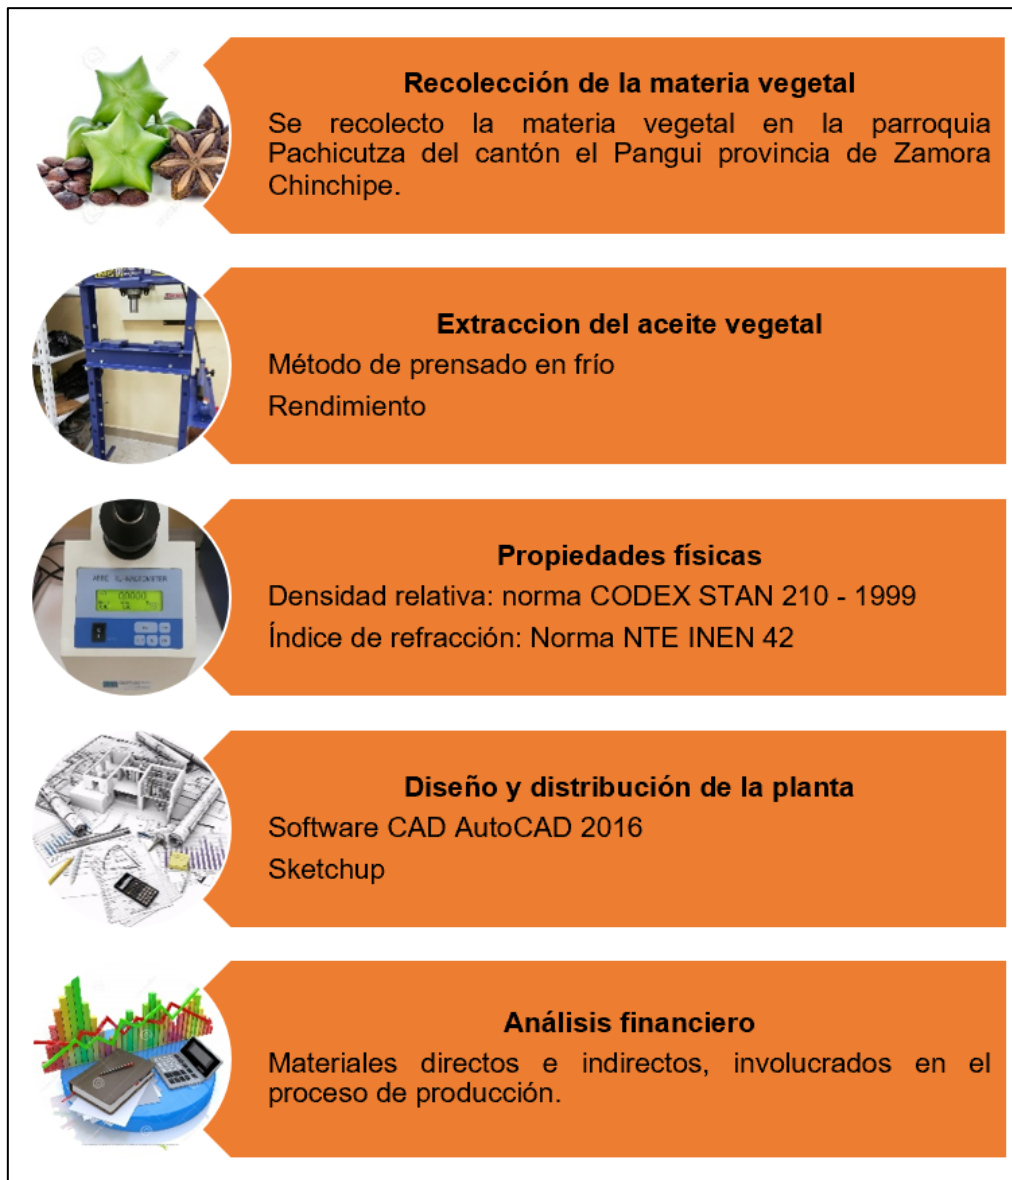 Recolección de la materia vegetal
Se recolecto la materia vegetal en la parroquia
Pachicutza del cantón el Pangui provincia de Zamora
Chinchipe.
Extraccion del aceite vegetal
Método de prensado en frío
Rendimiento
Propiedades físicas
Densidad relativa: norma CODEX STAN 210 - 1999
Índice de refracción: Norma NTE INEN 42
Diseño y distribución de la planta
Software CAD AutoCAD 2016
Sketchup
Análisis financiero
Materiales directos e indirectos, involucrados en el
proceso de producción.